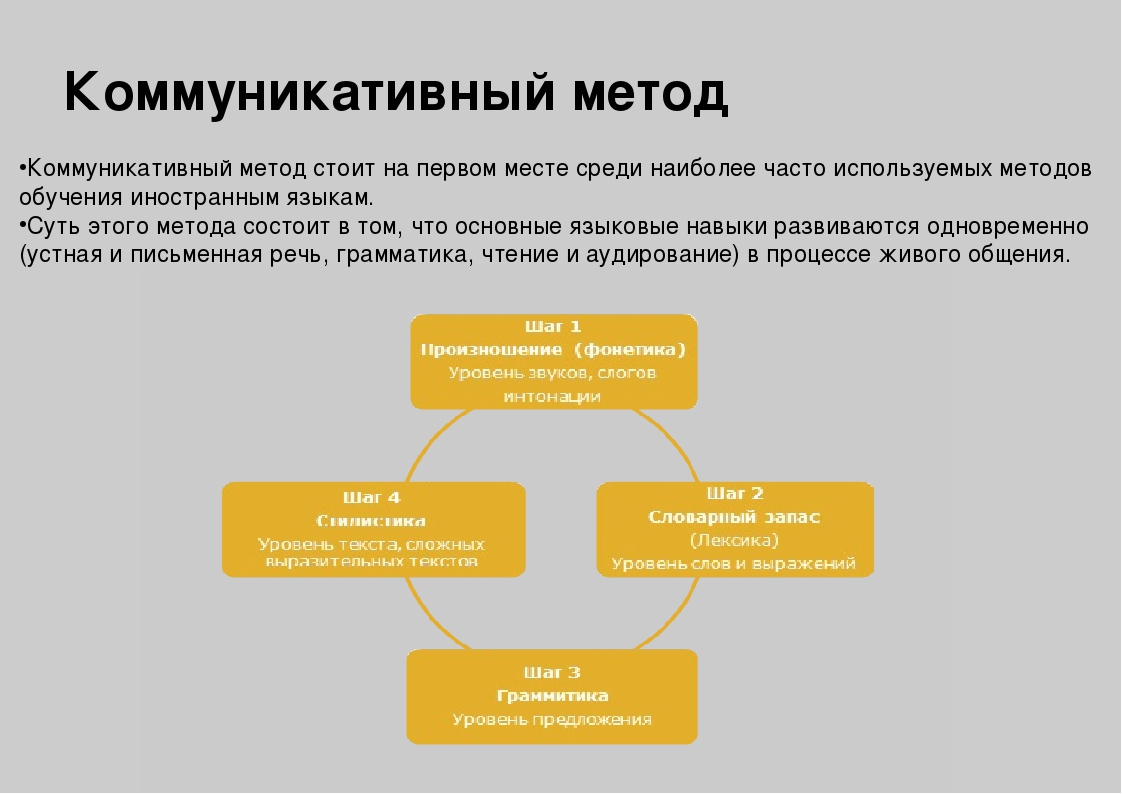 Коммуникативный метод
•Коммуникативный метод стоит на первом месте среди наиболее часто используемых методов
обучения иностранным языкам.
•Суть этого метода состоит в том, что основные языковые навыки развиваются одновременно
(устная и письменная речь, грамматика, чтение и аудирование) в процессе живого общения.
Шаг 1
Произношение (фонетика)
Уровень звуков, слогов
интонации
Шаг 2
Словарный запас
(Лексика)
Уровень слов и выражений
Шаг 3
Граммитика
Уровень предложения
Шаг 4
Стилистика
Уровень текста, сложных
выразительных текстов